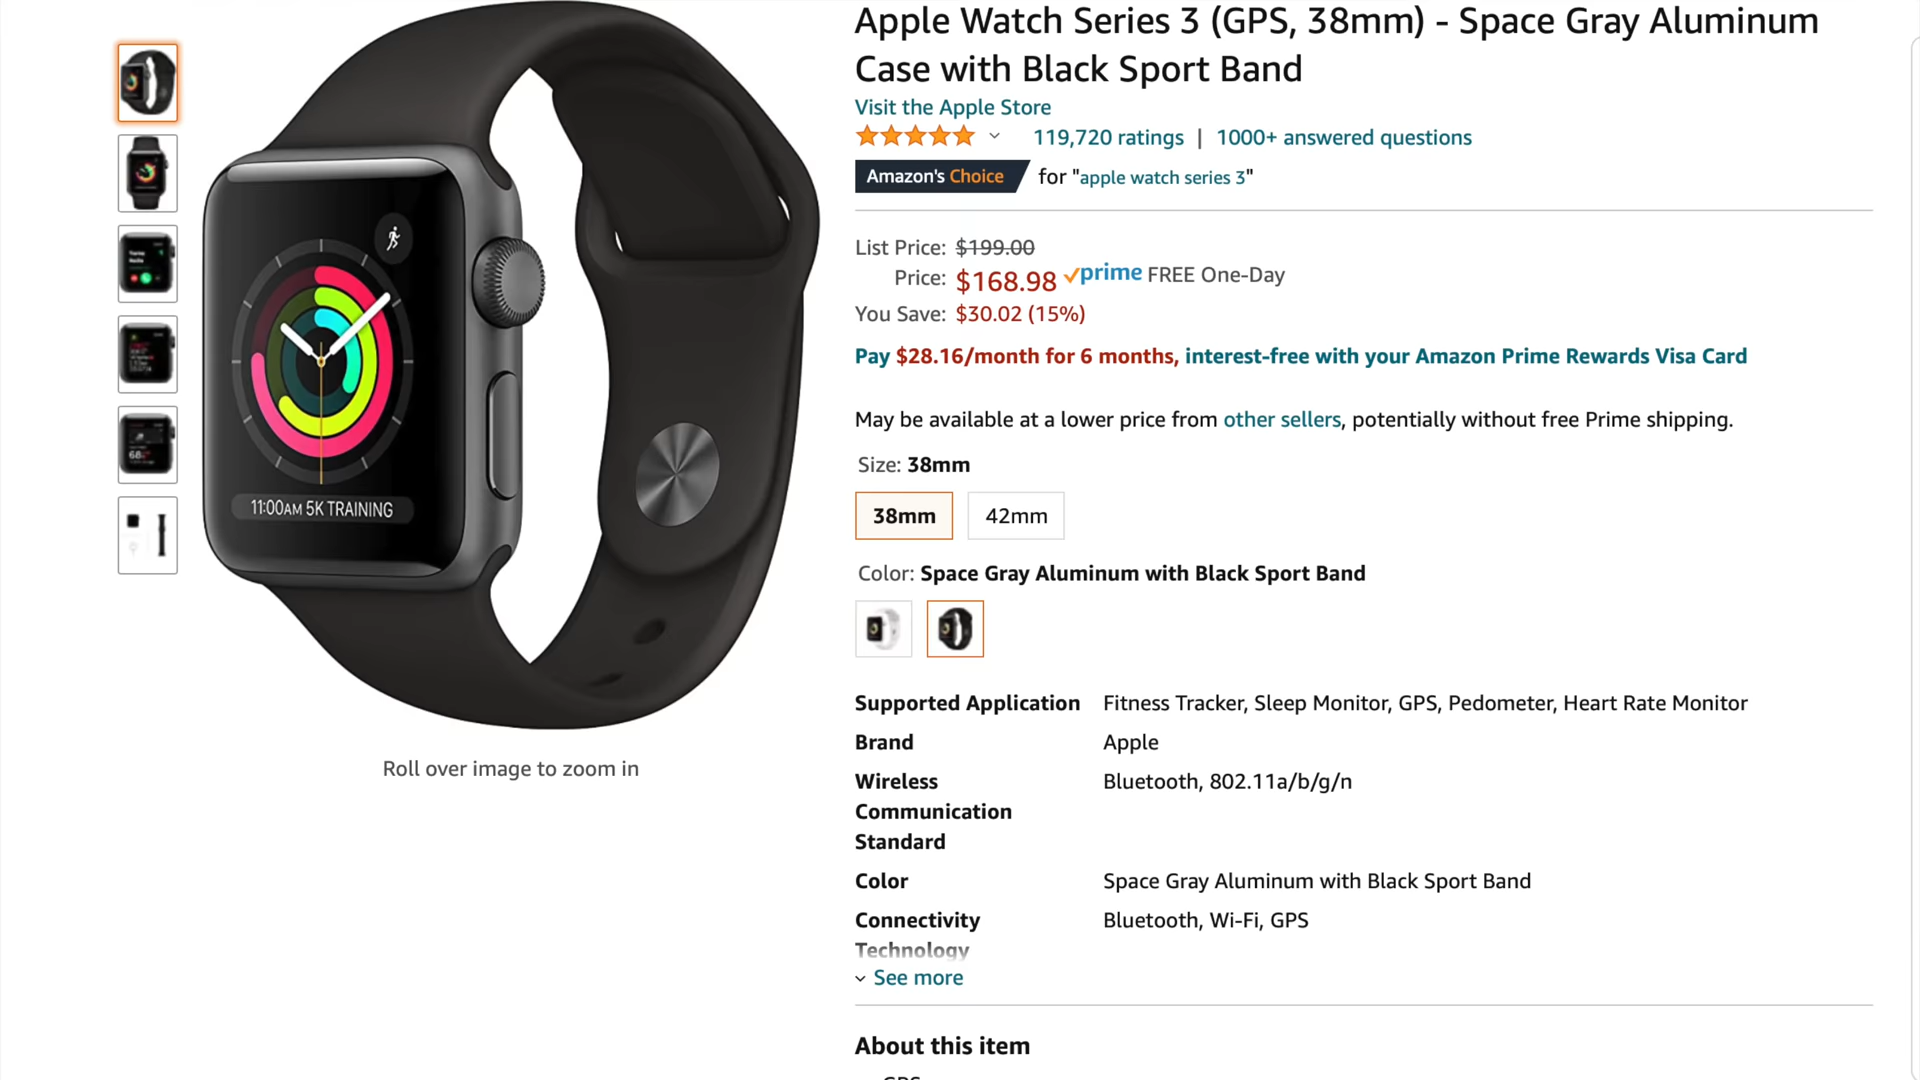 Apple Watch Series 3 (GPS, 38mm) - Space Gray Aluminum
Case with Black Sport Band
Visit the Apple Store
119,720 ratings | 1000+ answered questions
Amazon's Choice for "apple watch series 3"
List Price: $199.00
Price: $168.98 prime FREE One-Day
You Save: $30.02 (15%)
Pay $28.16/month for 6 months, interest-free with your Amazon Prime Rewards Visa Card
May be available at a lower price from other sellers, potentially without free Prime shipping.
Size: 38mm
38mm 42mm
Color: Space Gray Aluminum with Black Sport Band
Supported Application Fitness Tracker, Sleep Monitor, GPS, Pedometer, Heart Rate Monitor
Brand Apple
Wireless Bluetooth, 802.11a/b/g/n
Communication
Standard
Color Space Gray Aluminum with Black Sport Band
Connectivity Bluetooth, Wi-Fi, GPS
Technology
See more
About this item
GPS
11:00AM 5K TRAINING
Roll over image to zoom in